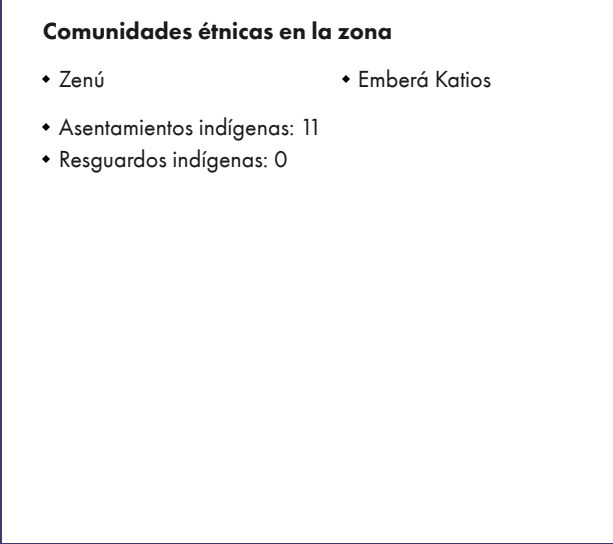 Comunidades étnicas en la zona
⬥ Zenú ⬥ Emberá Katios
⬥ Asentamientos indígenas: 11
⬥ Resguardos indígenas: 0